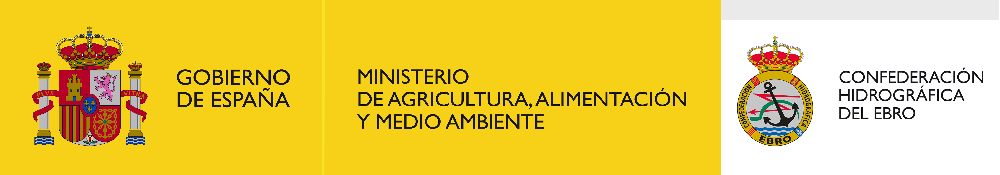 PLVS
VLTRA
GOBIERNO
DE ESPAÑA
MINISTERIO
DE AGRICULTURA, ALIMENTACIÓN
Y MEDIO AMBIENTE
CONFEDERACION
HIDROGRAFICA
EBRO
CONFEDERACIÓN
HIDROGRÁFICA
DEL EBRO